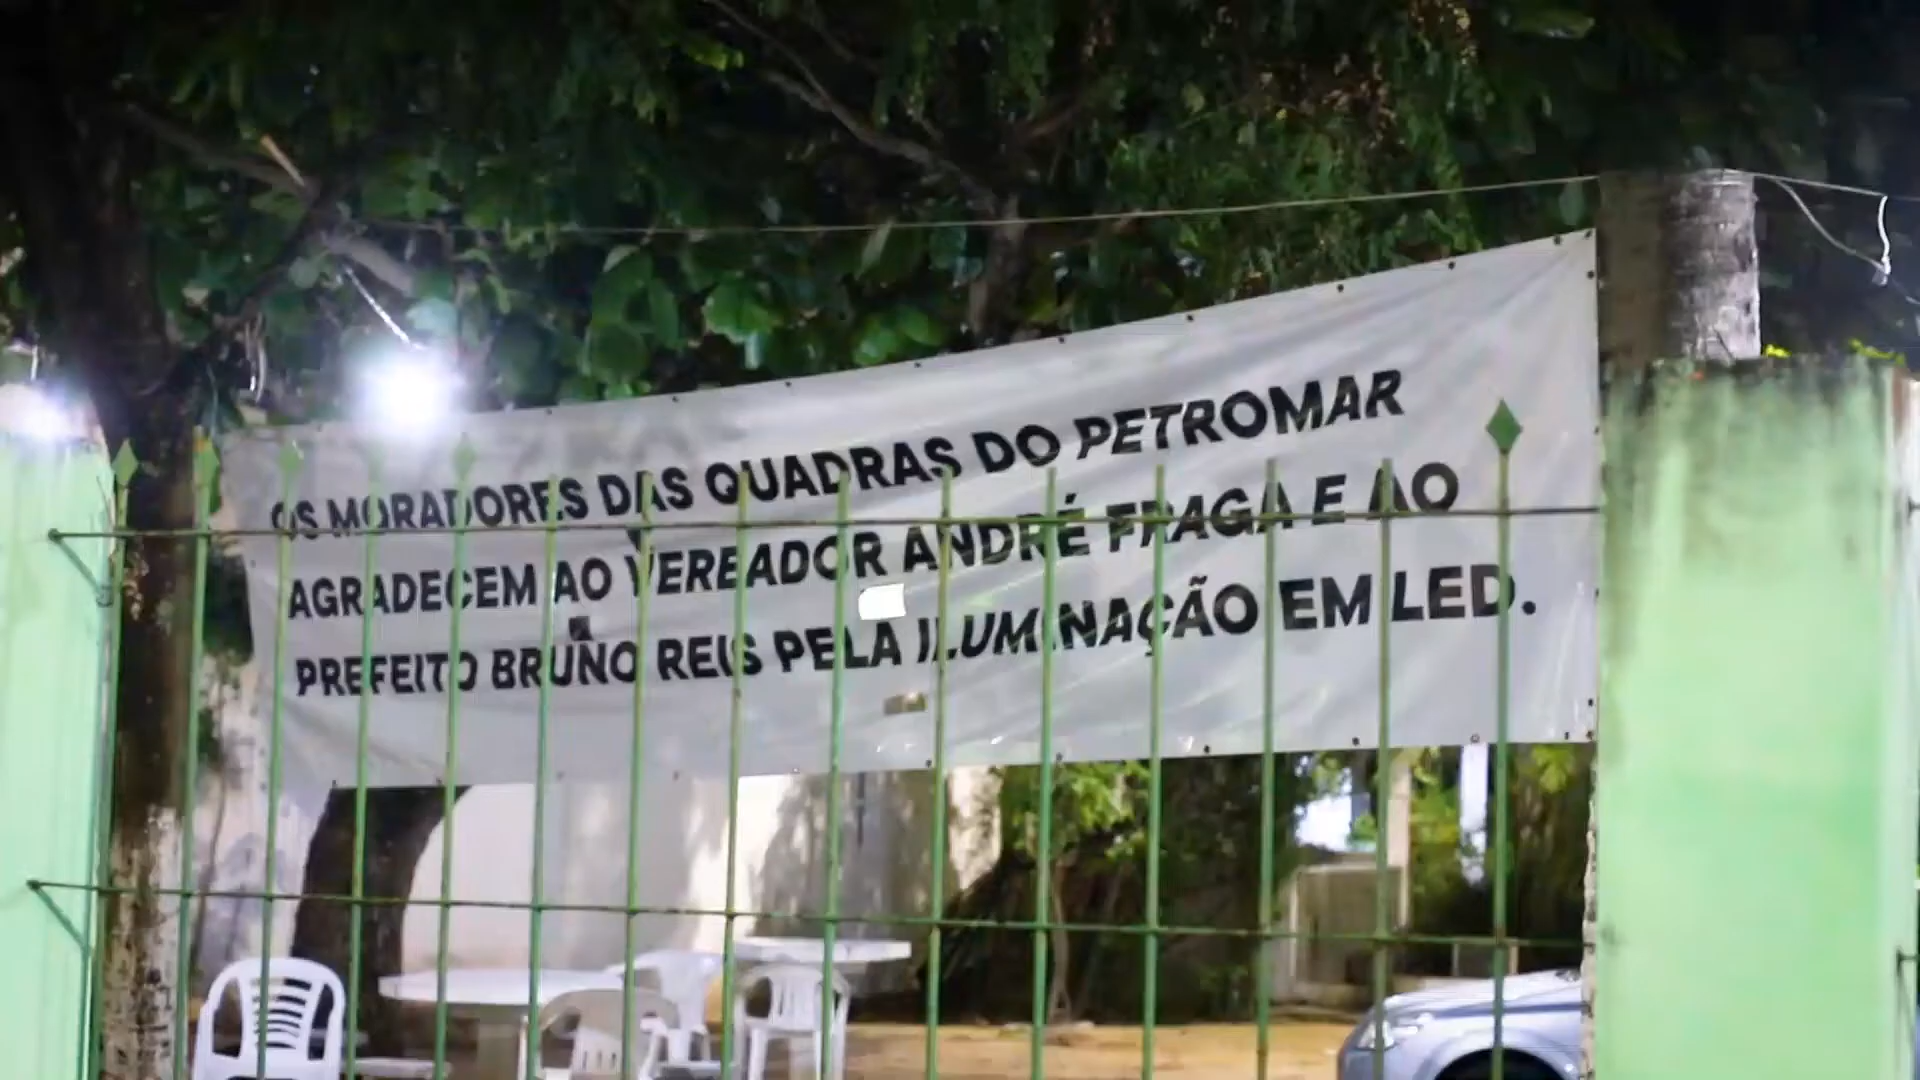 OS MORADORES DAS QUADRAS DO PETROMAR
AGRADECEM AO VEREADOR ANDRÉ FRAGA E AO
PREFEITO BRUNO REIS PELA ILUMINAÇÃO EM LED.